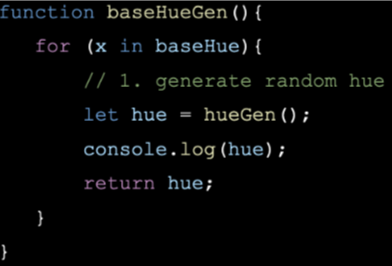 function baseHueGen(){
for (x in baseHue){
// 1. generate random hue
let hue = hueGen();
console.log(hue);
return hue;
}
}